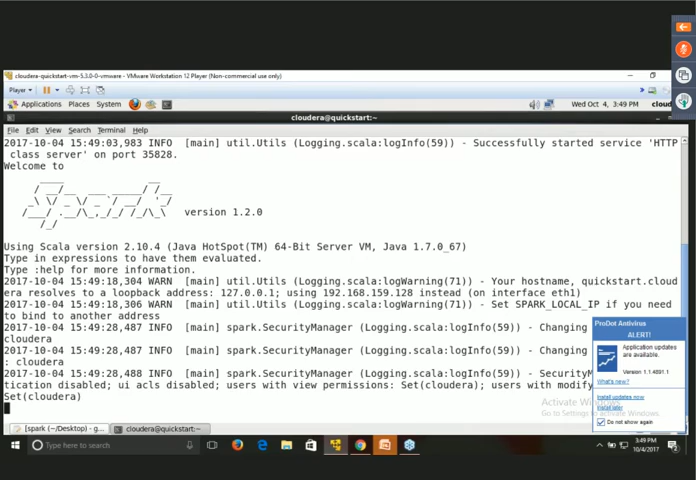 cloudera-quickstart-vm-5.3.0-0-vmware - VMware Workstation 12 Player (Non-commercial use only)
Player
Applications Places System Wed Oct 4, 3:49 PM cloud
cloudera@quickstart:~
File Edit View Search Terminal Help
2017-10-04 15:49:03,983 INFO [main] util.Utils (Logging.scala:logInfo(59)) - Successfully started service 'HTTP
class server' on port 35828.
Welcome to
version 1.2.0
Using Scala version 2.10.4 (Java HotSpot(TM) 64-Bit Server VM, Java 1.7.0_67)
Type in expressions to have them evaluated.
Type :help for more information.
2017-10-04 15:49:18,304 WARN [main] util.Utils (Logging.scala:logWarning(71)) - Your hostname, quickstart.cloud
era resolves to a loopback address: 127.0.0.1; using 192.168.159.128 instead (on interface eth1)
2017-10-04 15:49:18,306 WARN [main] util.Utils (Logging.scala:logWarning(71)) - Set SPARK_LOCAL_IP if you need
to bind to another address
2017-10-04 15:49:28,487 INFO [main] spark.SecurityManager (Logging.scala:logInfo(59)) - Changing
cloudera
2017-10-04 15:49:28,487 INFO [main] spark.SecurityManager (Logging.scala:logInfo(59)) - Changing
: cloudera
2017-10-04 15:49:28,488 INFO [main] spark.SecurityManager (Logging.scala:logInfo(59)) - SecurityM
tication disabled; ui acls disabled; users with view permissions: Set(cloudera); users with modify
Set(cloudera)
ProDot Antivirus
ALERT!
Application updates
are available.
Version 1.1.4891.1
What's new?
Install updates now
Install later
Do not show again
Activate Windows
Go to Settings to activate Windows.
[spark (~/Desktop) - g... cloudera@quickstart:~
Type here to search
3:49 PM
10/4/2017